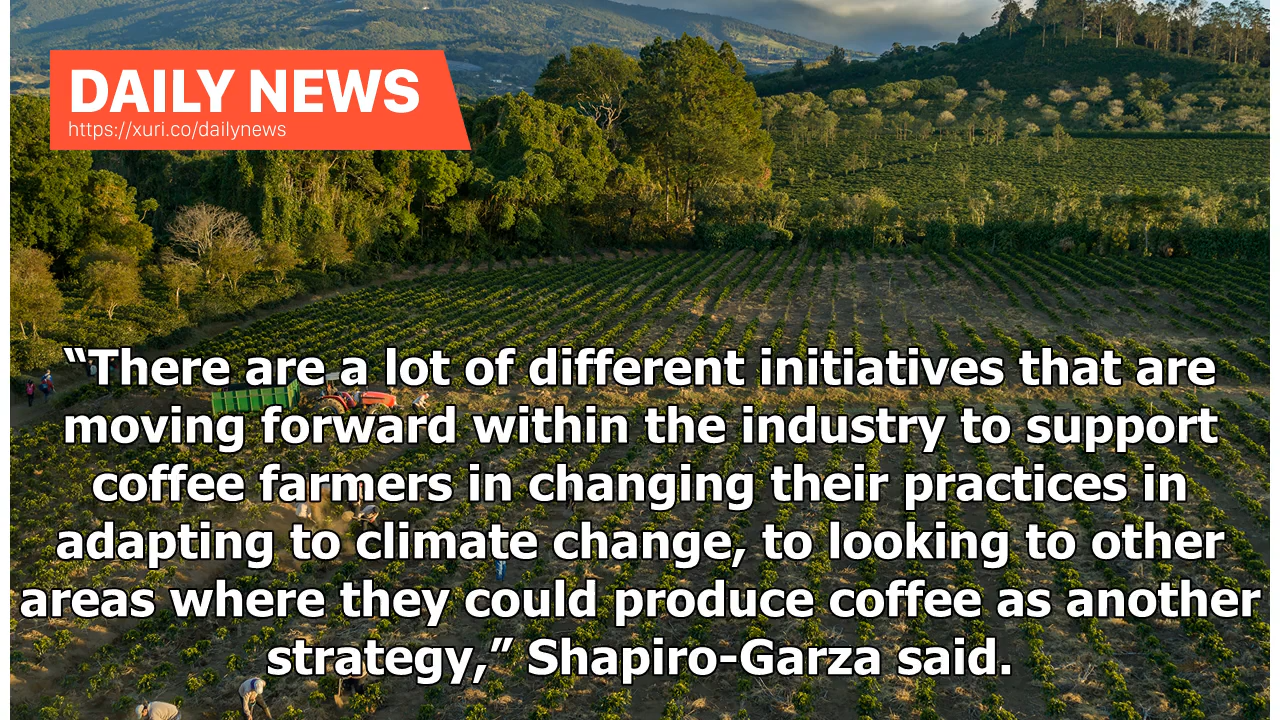 DAILY NEWS
https://xuri.co/dailynews
“There are a lot of different initiatives that are
moving forward within the industry to support
coffee farmers in changing their practices in
adapting to climate change, to looking to other
areas where they could produce coffee as another
strategy,” Shapiro-Garza said.